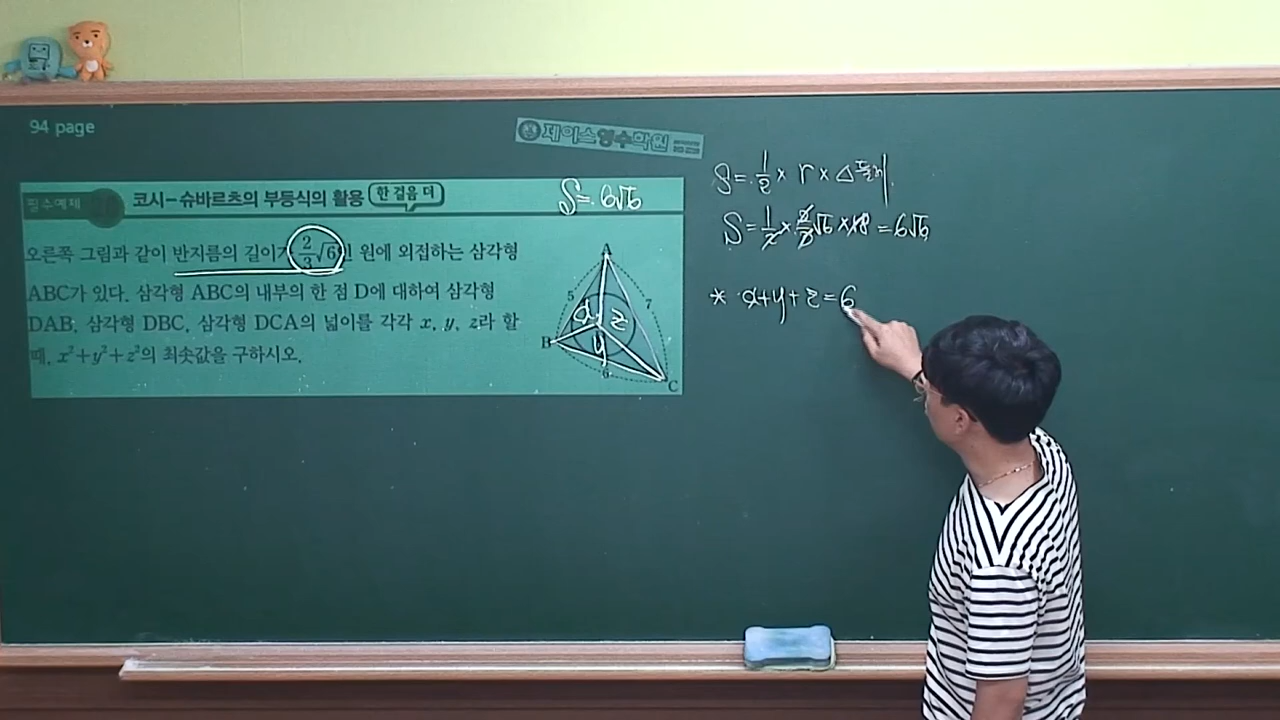 94 page
제이스영수학원
필수예제
코시-슈바르츠의 부등식의 활용 한 걸음 더
S=6√6
오른쪽 그림과 같이 반지름의 길이가 2/3√6인 원에 외접하는 삼각형
ABC가 있다. 삼각형 ABC의 내부의 한 점 D에 대하여 삼각형
DAB, 삼각형 DBC, 삼각형 DCA의 넓이를 각각 x, y, z라 할
때, x²+y²+z²의 최솟값을 구하시오.
A
5
7
x
z
B
y
6
C
S=1/2×r×△둘레
S=1/2×2/3√6×18=6√6
* x+y+z=6